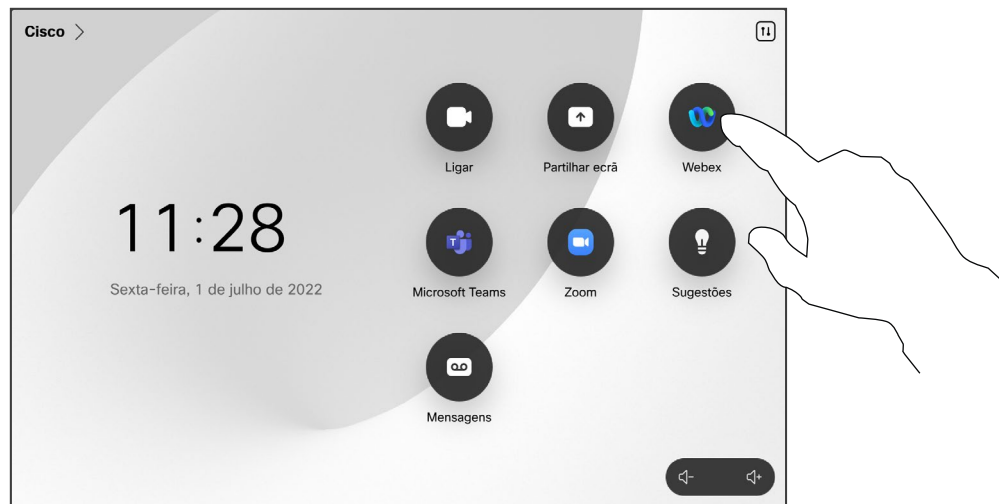 Cisco
Ligar
Partilhar ecrã
Webex
11:28
Sexta-feira, 1 de julho de 2022
Microsoft Teams
Zoom
Sugestões
Mensagens